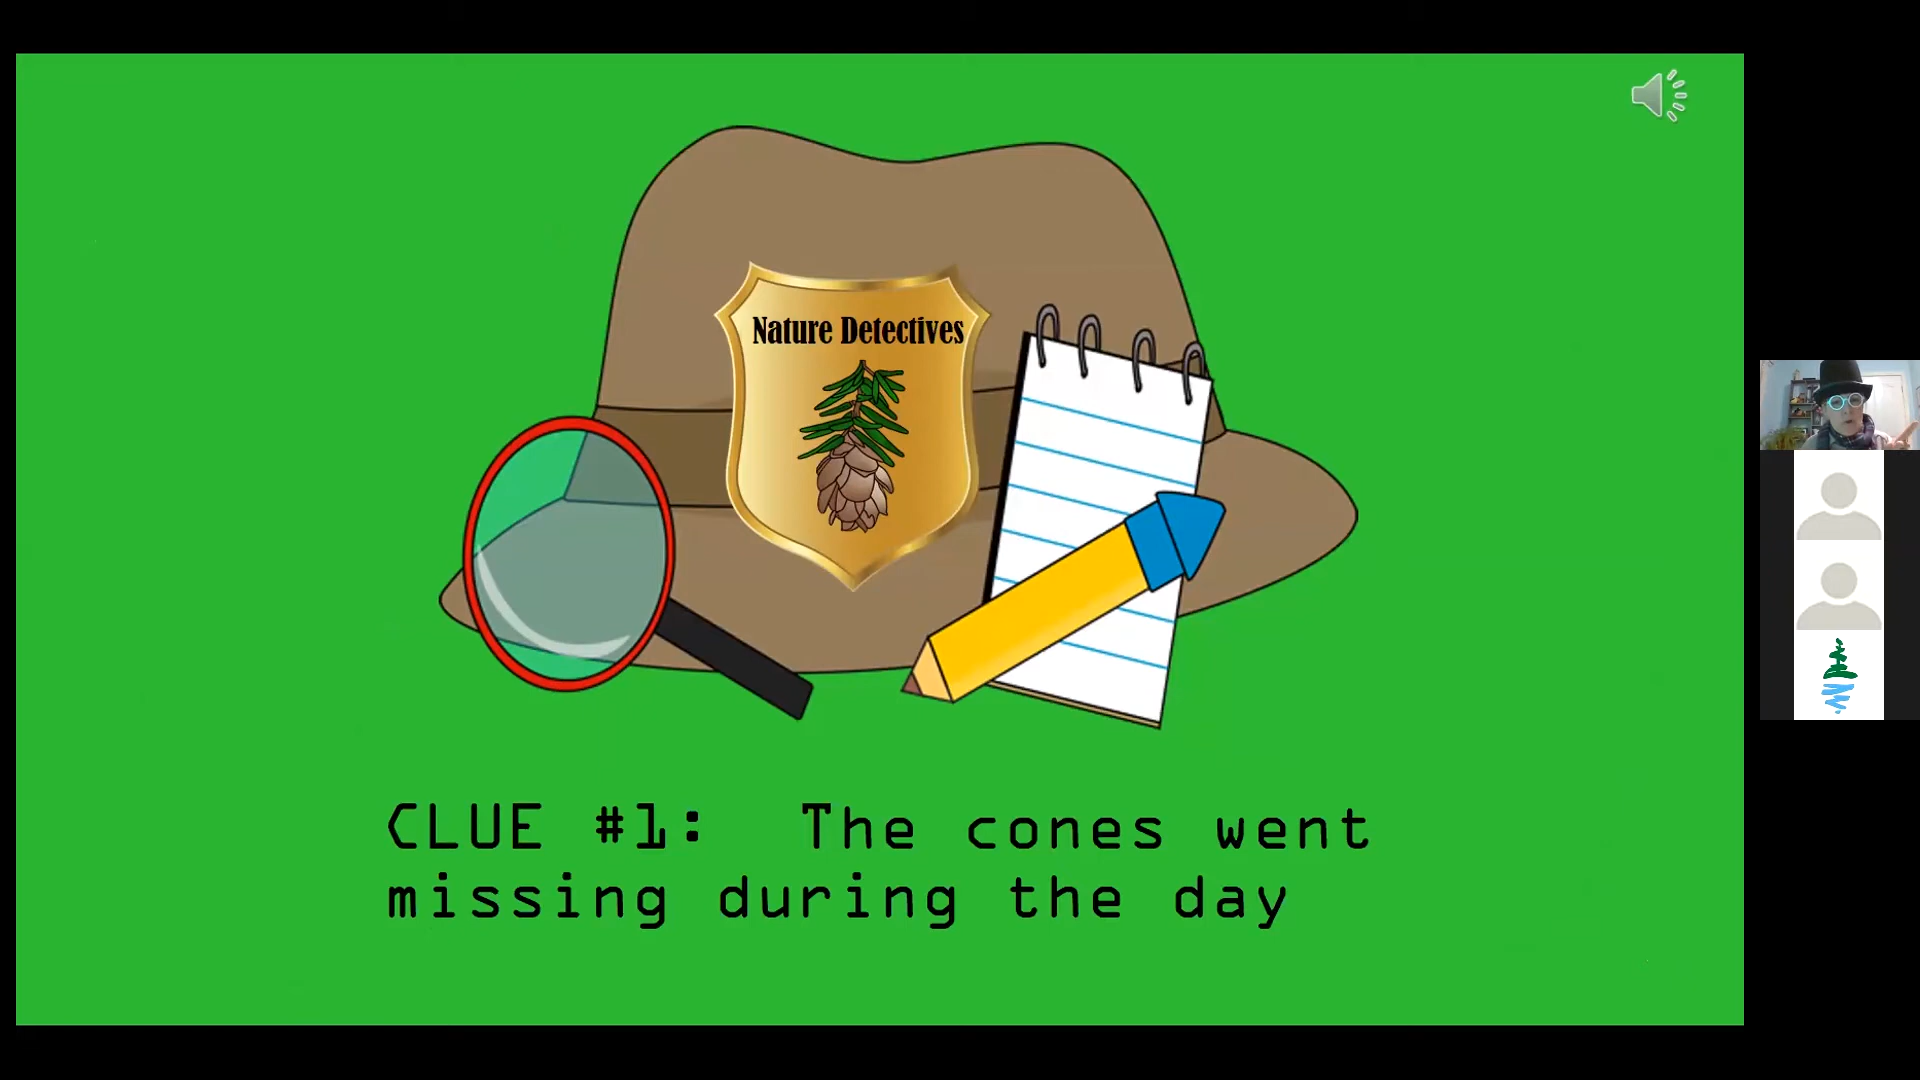 Nature Detectives
CLUE #1: The cones went
missing during the day